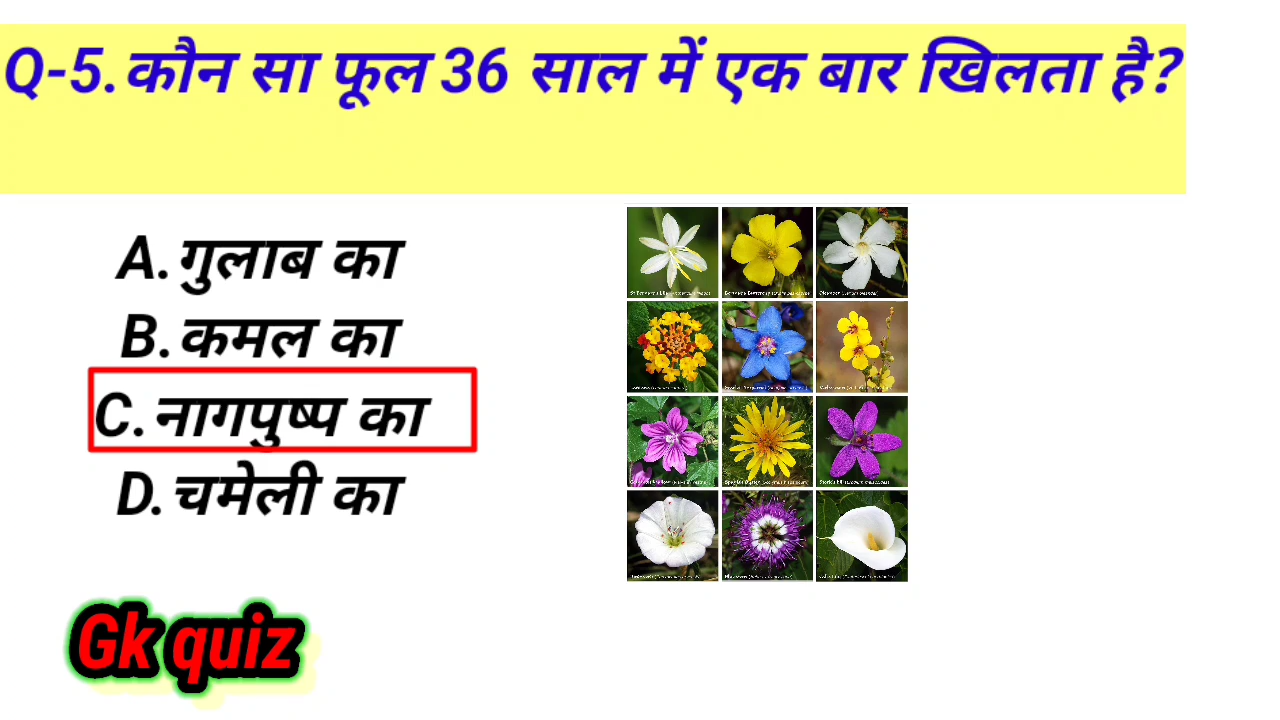 Q-5.कौन सा फूल 36 साल में एक बार खिलता है?
A.गुलाब का
B.कमल का
C.नागपुष्प का
D.चमेली का
Gk quiz